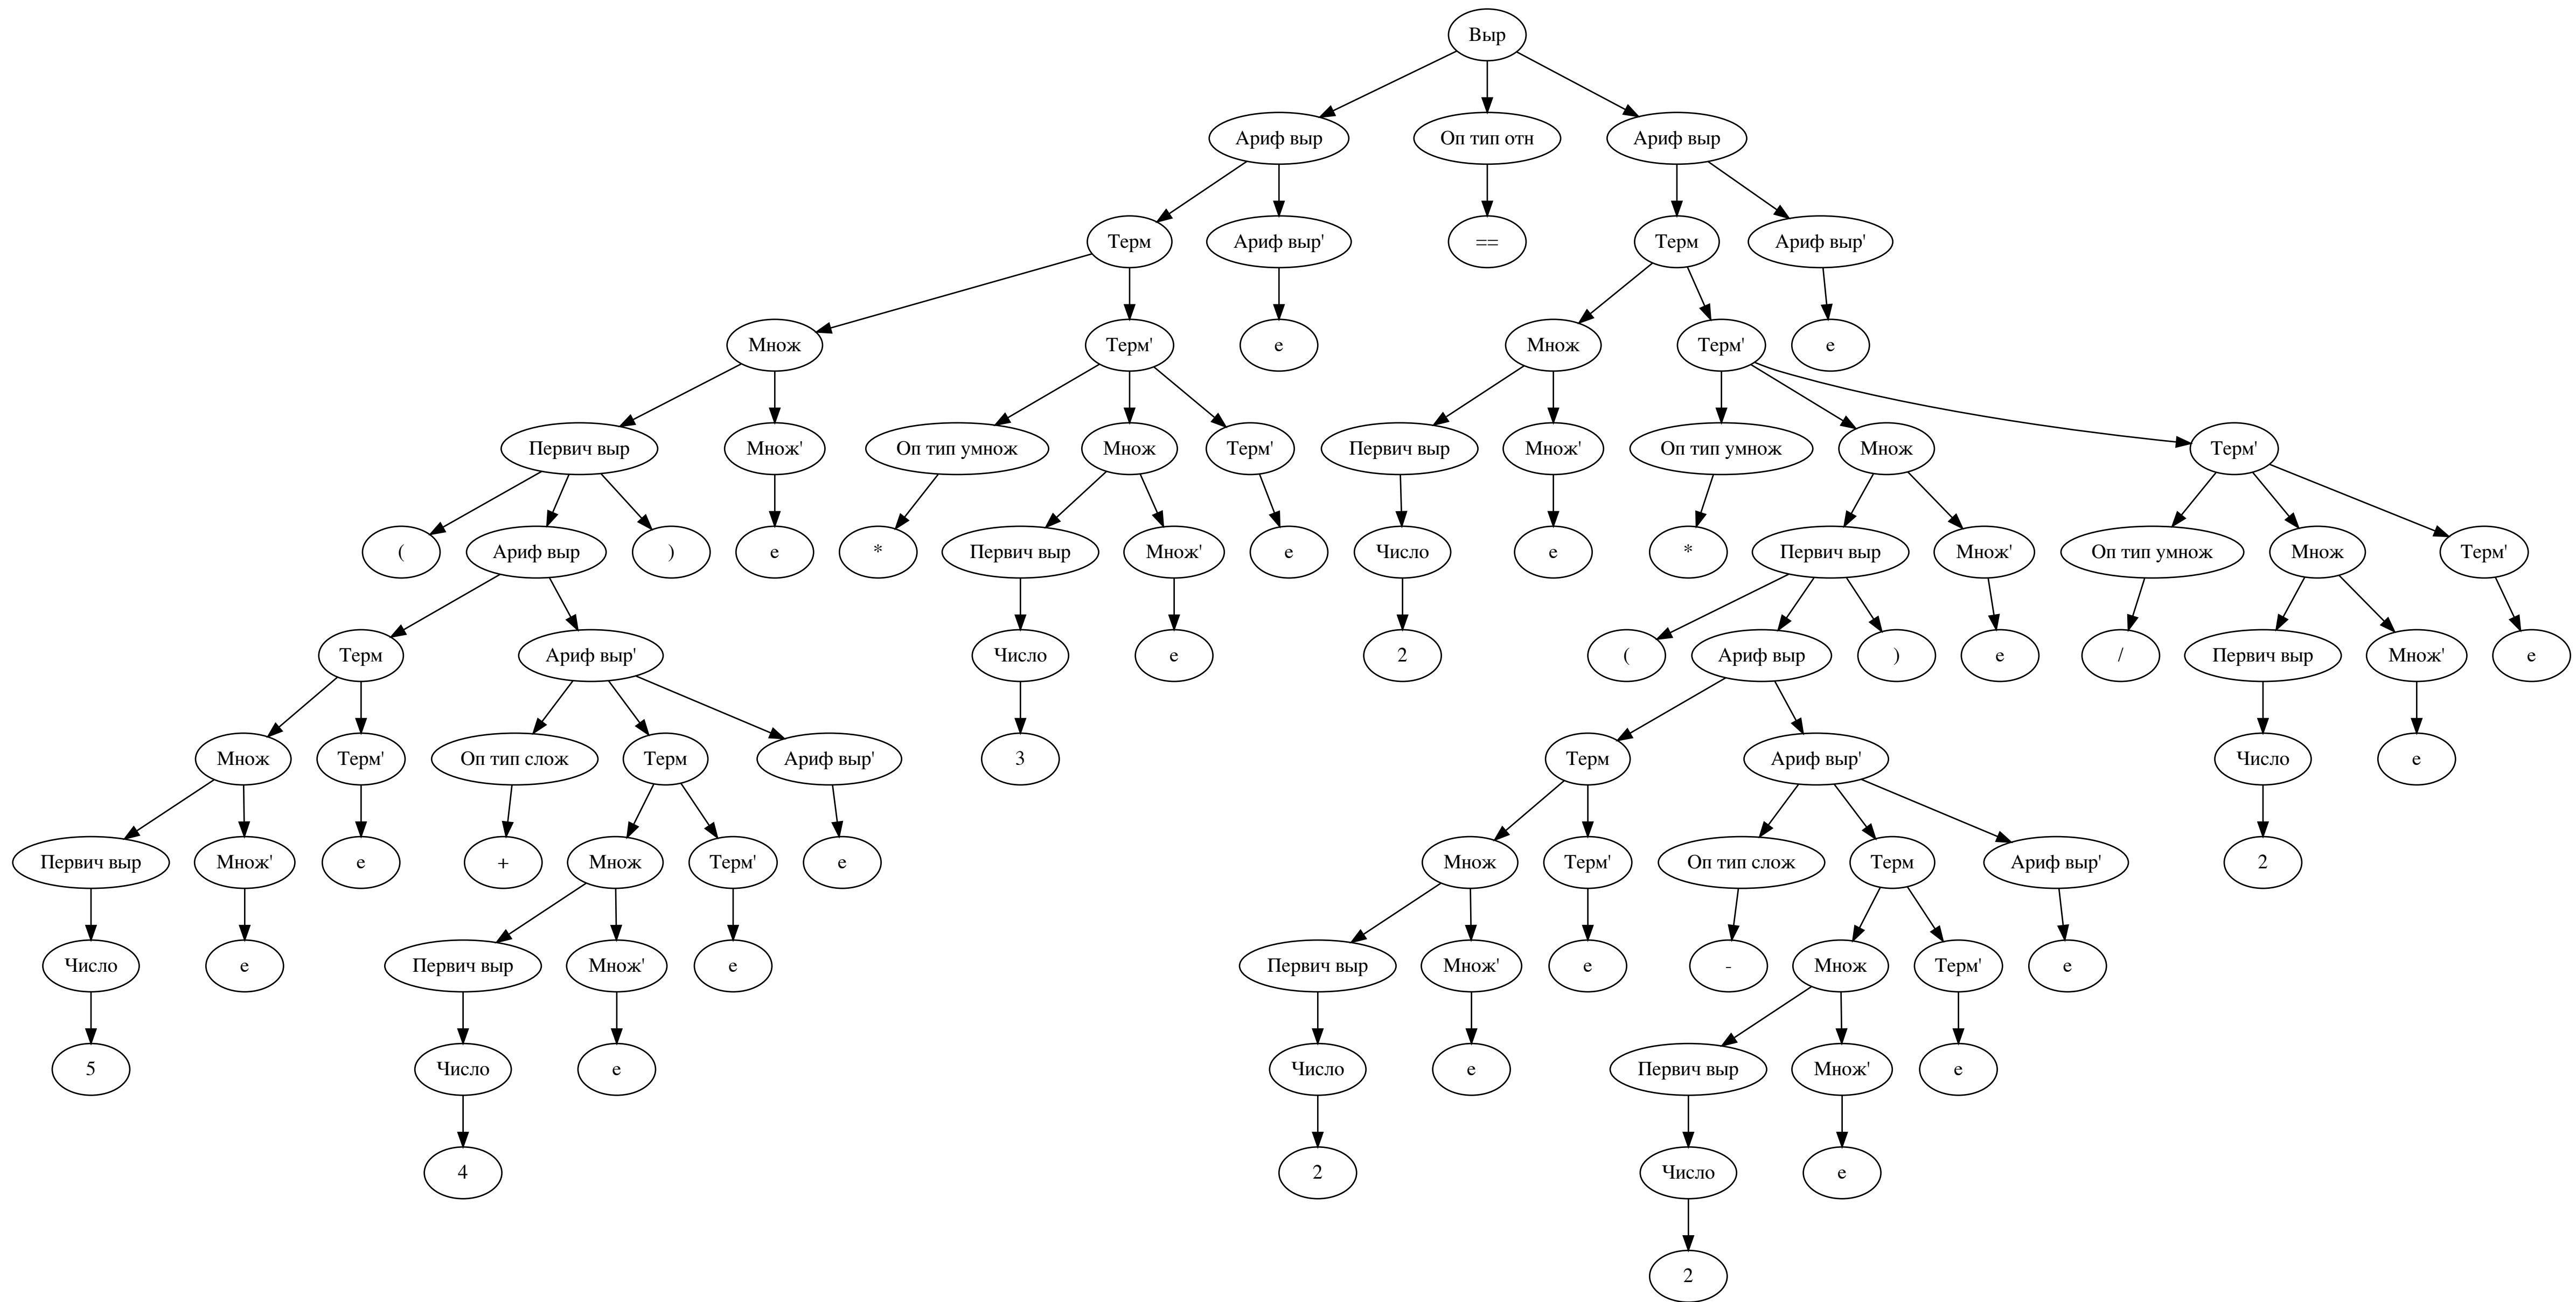 Выр
Ариф выр Оп тип отн Ариф выр
Терм Ариф выр' == Терм Ариф выр'
Множ Терм' e Множ Терм' e
Первич выр Множ' Оп тип умнож Множ Терм' Первич выр Множ' Оп тип умнож Множ Терм'
( Ариф выр ) e * Первич выр Множ' e Число e * Первич выр Множ' Оп тип умнож Множ Терм'
Терм Ариф выр' Число e 2 ( Ариф выр ) e / Первич выр Множ' e
Множ Терм' Оп тип слож Терм Ариф выр' 3 Терм Ариф выр' Число e
Первич выр Множ' e + Множ Терм' e Множ Терм' Оп тип слож Терм Ариф выр' 2
Число e Первич выр Множ' e Первич выр Множ' e - Множ Терм' e
5 Число e Число e Первич выр Множ' e
4 2 Число e
2